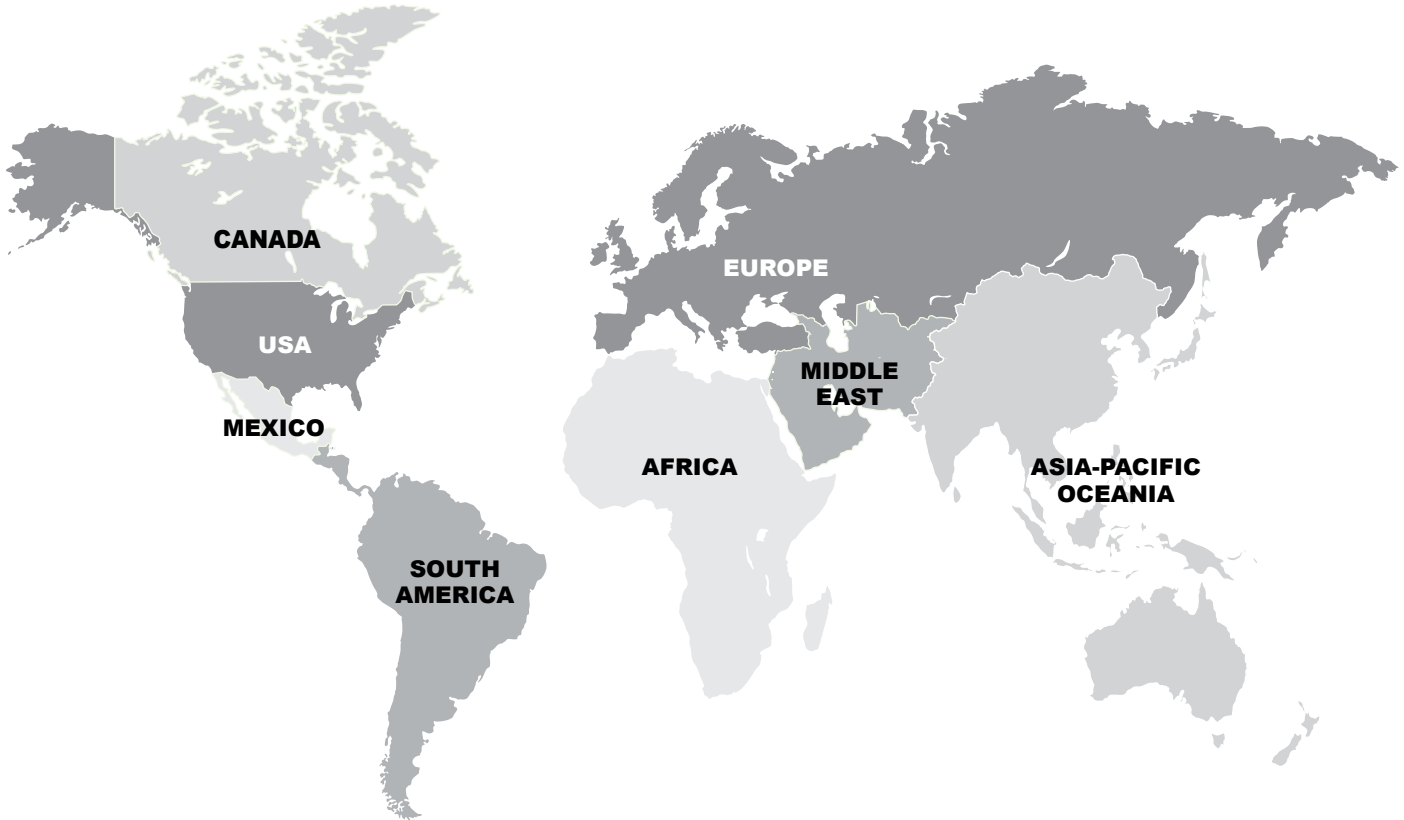 CANADA
USA
MEXICO
SOUTH
AMERICA
EUROPE
MIDDLE
EAST
AFRICA
ASIA-PACIFIC
OCEANIA